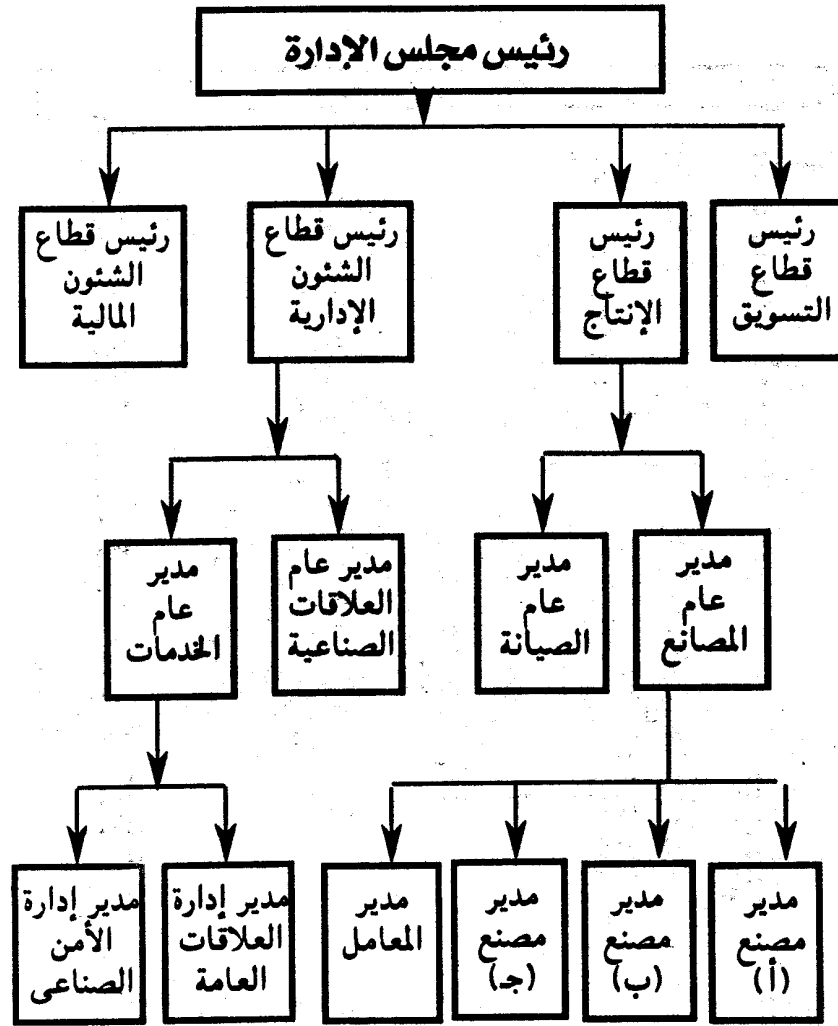 رئيس مجلس الإدارة
رئيس
قطاع
التسويق
رئيس
قطاع
الإنتاج
رئيس قطاع
الشئون
الإدارية
رئيس قطاع
الشئون
المالية
مدير
عام
المصانع
مدير
عام
الصيانة
مدير عام
العلاقات
الصناعية
مدير
عام
الخدمات
مدير
مصنع
(أ)
مدير
مصنع
(ب)
مدير
مصنع
(جـ)
مدير
المعامل
مدير إدارة
العلاقات
العامة
مدير إدارة
الأمن
الصناعى